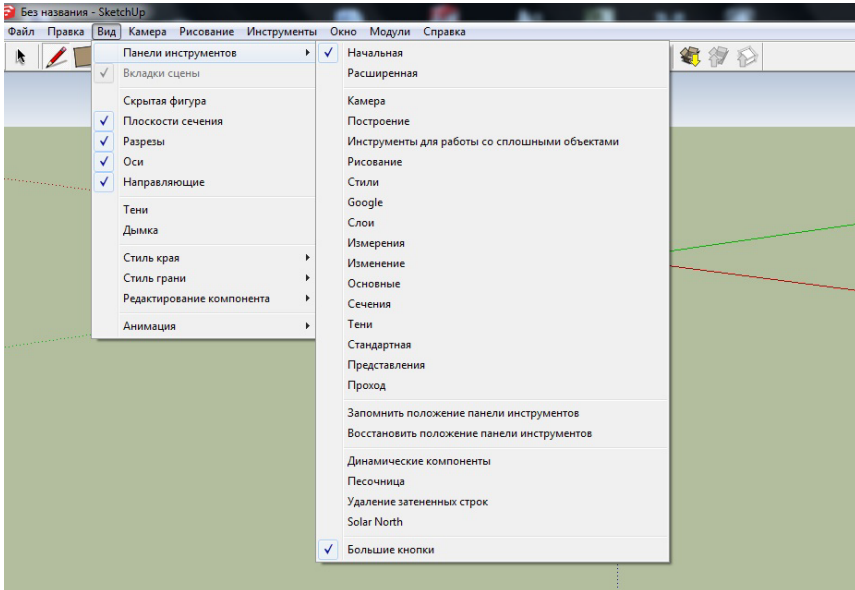 Без названия - SketchUp
Файл Правка Вид Камера Рисование Инструменты Окно Модули Справка
Панели инструментов
Вкладки сцены
Скрытая фигура
Плоскости сечения
Разрезы
Оси
Направляющие
Тени
Дымка
Стиль края
Стиль грани
Редактирование компонента
Анимация
Начальная
Расширенная
Камера
Построение
Инструменты для работы со сплошными объектами
Рисование
Стили
Google
Слои
Измерения
Изменение
Основные
Сечения
Тени
Стандартная
Представления
Проход
Запомнить положение панели инструментов
Восстановить положение панели инструментов
Динамические компоненты
Песочница
Удаление затененных строк
Solar North
Большие кнопки